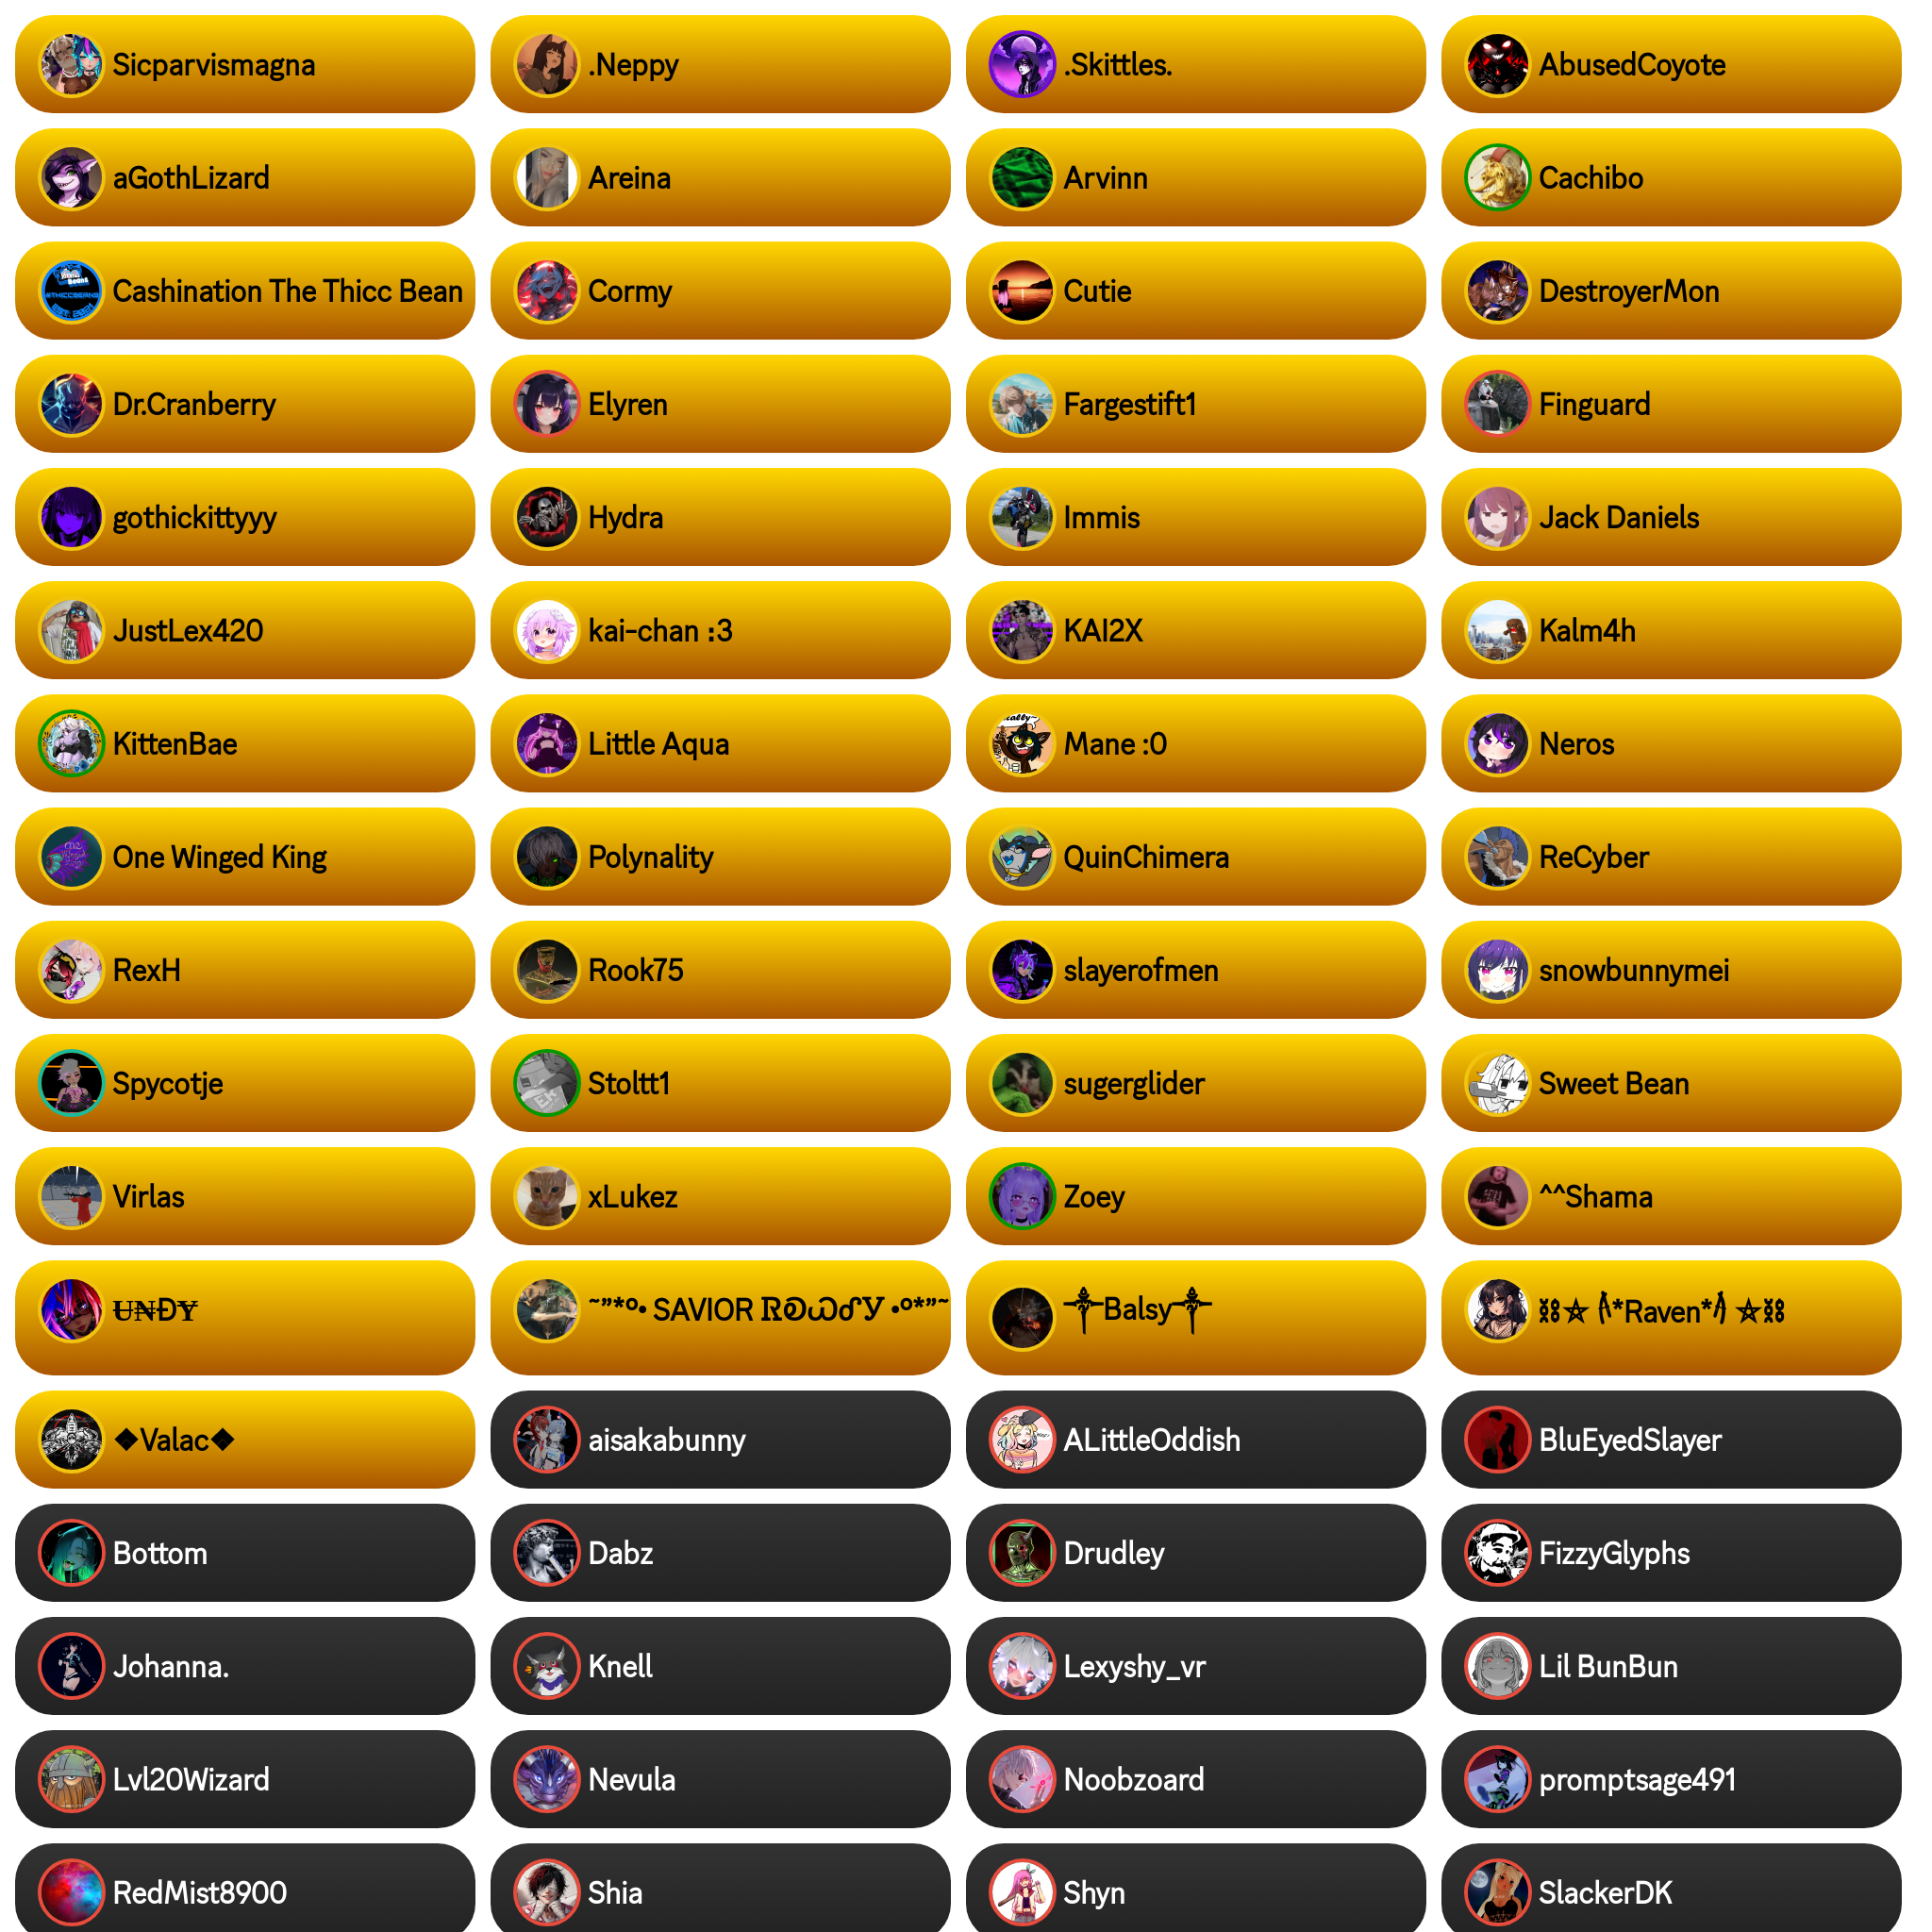 Sicparvismagna
.Neppy
.Skittles.
AbusedCoyote
aGothLizard
Areina
Arvinn
Cachibo
Cashination The Thicc Bean
Cormy
Cutie
DestroyerMon
Dr.Cranberry
Elyren
Fargestift1
Finguard
gothickittyyy
Hydra
Immis
Jack Daniels
JustLex420
kai-chan :3
KAI2X
Kalm4h
KittenBae
Little Aqua
Mane :0
Neros
One Winged King
Polynality
QuinChimera
ReCyber
RexH
Rook75
slayerofmen
snowbunnymei
Spycotje
Stoltt1
sugerglider
Sweet Bean
Virlas
xLukez
Zoey
^^Shama
Ʉ₦ĐɎ
~”*°• SAVIOR ᏒᎧᏇᎴᎩ •°*”~
༒Balsy༒
⛓⛤ *Raven* ⛤⛓
◆Valac◆
aisakabunny
ALittleOddish
BluEyedSlayer
Bottom
Dabz
Drudley
FizzyGlyphs
Johanna.
Knell
Lexyshy_vr
Lil BunBun
Lvl20Wizard
Nevula
Noobzoard
promptsage491
RedMist8900
Shia
Shyn
SlackerDK